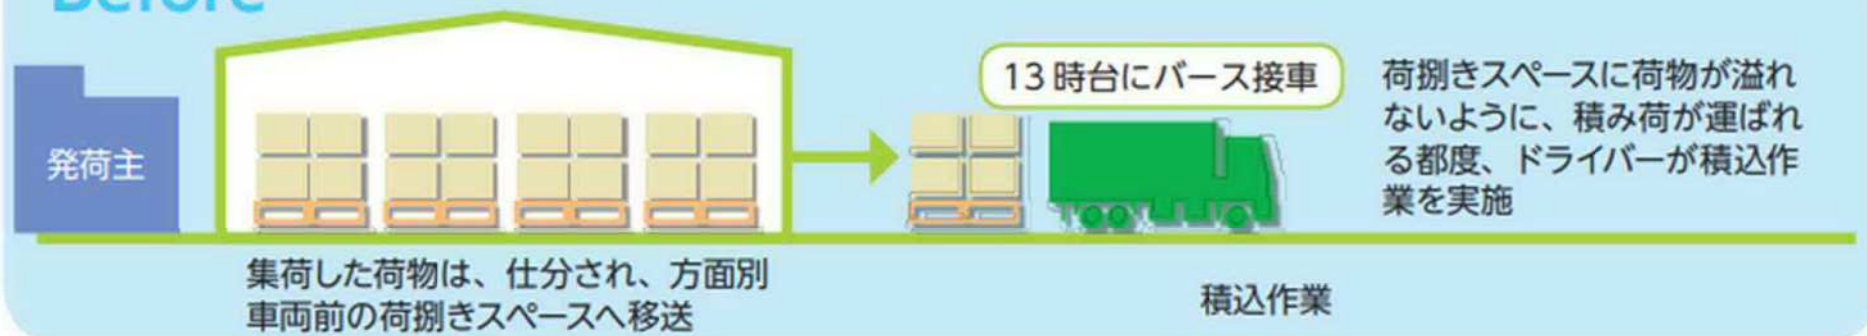 Before
発荷主
13時台にバース接車
荷捌きスペースに荷物が溢れ
ないように、積み荷が運ばれ
る都度、ドライバーが積込作
業を実施
集荷した荷物は、仕分され、方面別
車両前の荷捌きスペースへ移送
積込作業